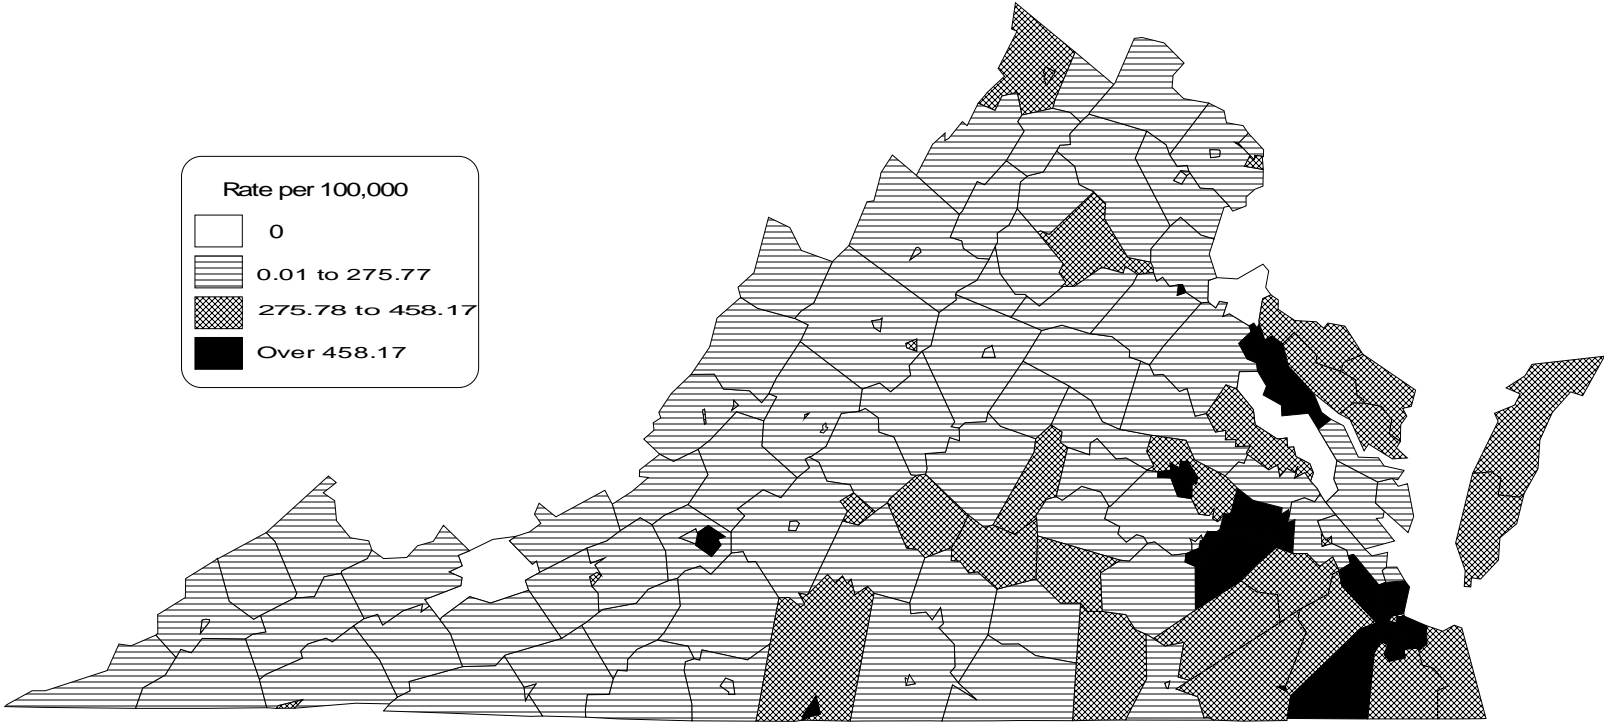 Rate per 100,000
0
0.01 to 275.77
275.78 to 458.17
Over 458.17